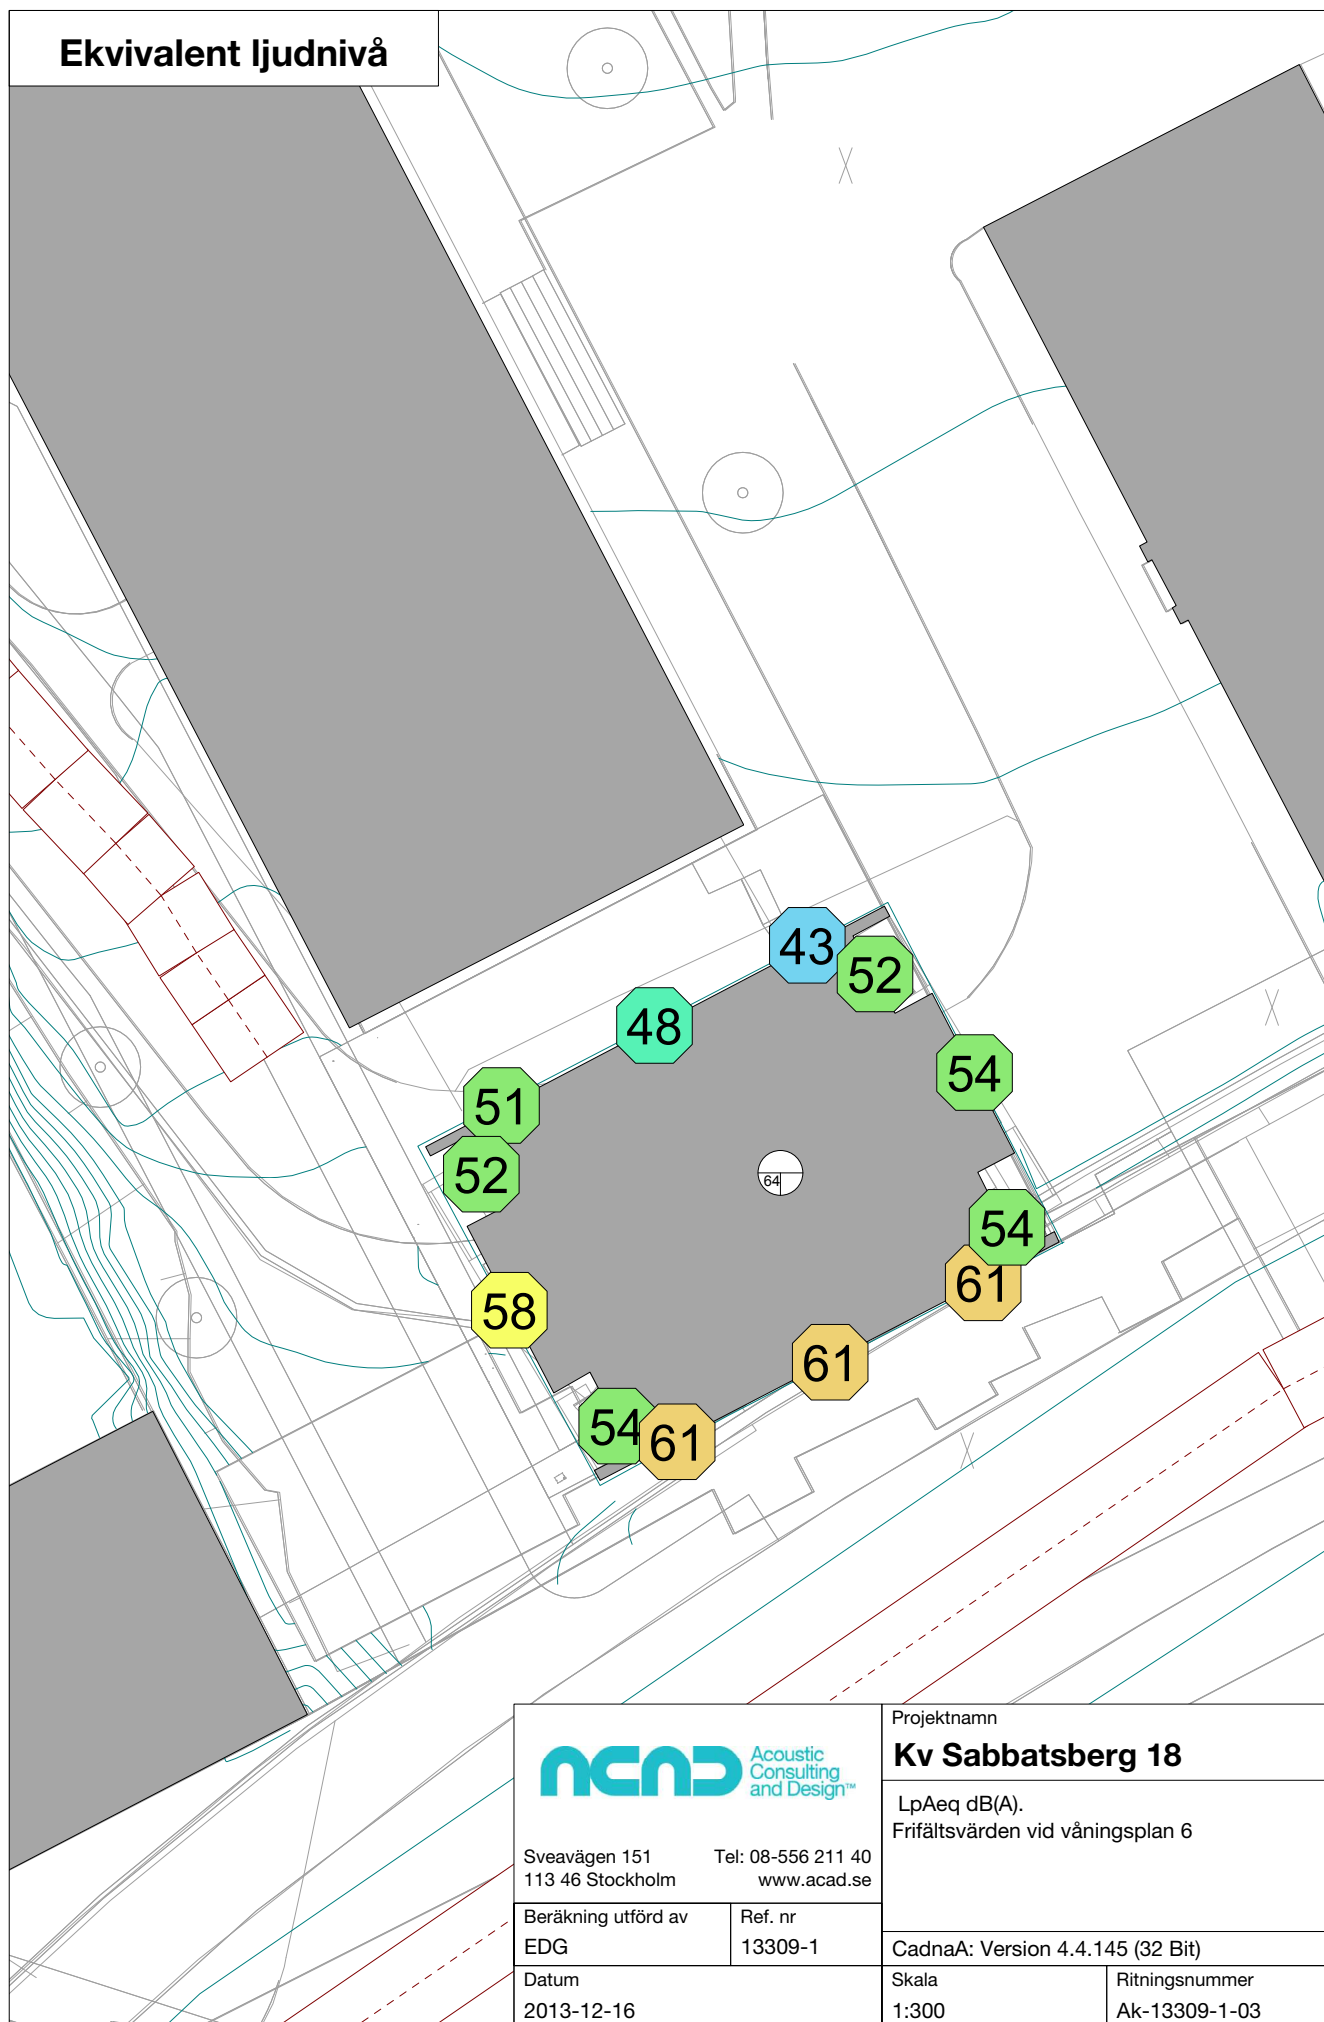 Ekvivalent ljudnivå
43
52
48
54
51
52
64
54
58
61
61
54
61
acad
Acoustic
Consulting
and Design™
Sveavägen 151
Tel: 08-556 211 40
113 46 Stockholm
www.acad.se
Beräkning utförd av
EDG
Ref. nr
13309-1
Datum
2013-12-16
Projektnamn
Kv Sabbatsberg 18
LpAeq dB(A).
Frifältsvärden vid våningsplan 6
CadnaA: Version 4.4.145 (32 Bit)
Skala
1:300
Ritningsnummer
Ak-13309-1-03